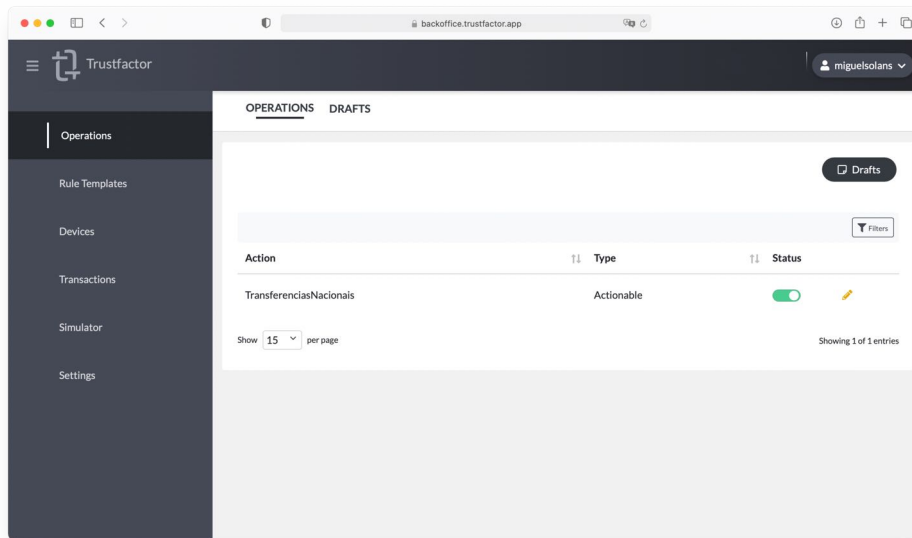 backoffice.trustfactor.app
Trustfactor
miguelsolans
OPERATIONS DRAFTS
Operations
Rule Templates
Devices
Transactions
Simulator
Settings
Drafts
Filters
Action Type Status
TransferenciasNacionais Actionable
Show 15 per page Showing 1 of 1 entries